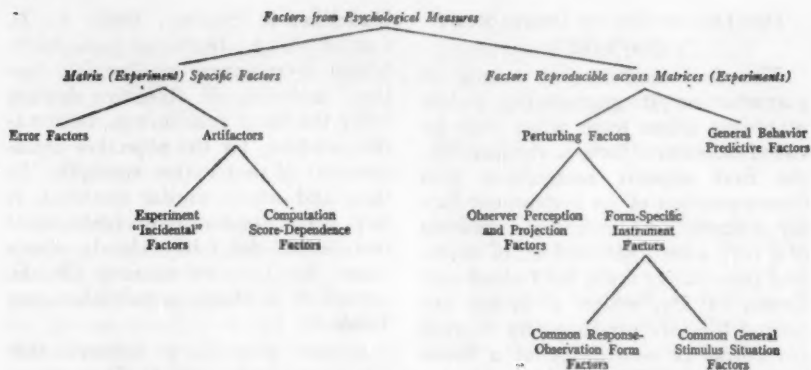 Factors from Psychological Measures
Matrix (Experiment) Specific Factors
Factors Reproducible across Matrices (Experiments)
Error Factors
Artifactors
Perturbing Factors
General Behavior
Predictive Factors
Experiment
"Incidental"
Factors
Computation
Score-Dependence
Factors
Observer Perception
and Projection
Factors
Form-Specific
Instrument
Factors
Common Response-
Observation Form
Factors
Common General
Stimulus Situation
Factors